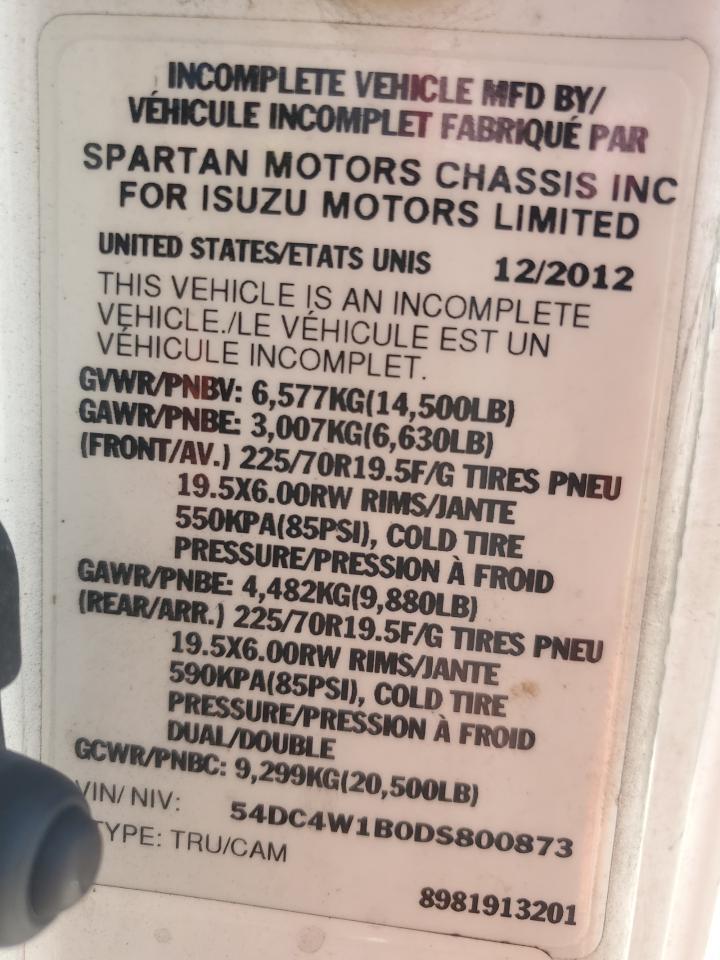 INCOMPLETE VEHICLE MFD BY/
VÉHICULE INCOMPLET FABRIQUÉ PAR
SPARTAN MOTORS CHASSIS INC
FOR ISUZU MOTORS LIMITED
UNITED STATES/ETATS UNIS 12/2012
THIS VEHICLE IS AN INCOMPLETE
VEHICLE./LE VÉHICULE EST UN
VÉHICULE INCOMPLET.
GVWR/PNBV: 6,577KG(14,500LB)
GAWR/PNBE: 3,007KG(6,630LB)
(FRONT/AV.) 225/70R19.5F/G TIRES PNEU
19.5X6.00RW RIMS/JANTE
550KPA(85PSI), COLD TIRE
PRESSURE/PRESSION À FROID
GAWR/PNBE: 4,482KG(9,880LB)
(REAR/ARR.) 225/70R19.5F/G TIRES PNEU
19.5X6.00RW RIMS/JANTE
590KPA(85PSI), COLD TIRE
PRESSURE/PRESSION À FROID
DUAL/DOUBLE
GCWR/PNBC: 9,299KG(20,500LB)
VIN/ NIV: 54DC4W1B0DS800873
TYPE: TRU/CAM
8981913201